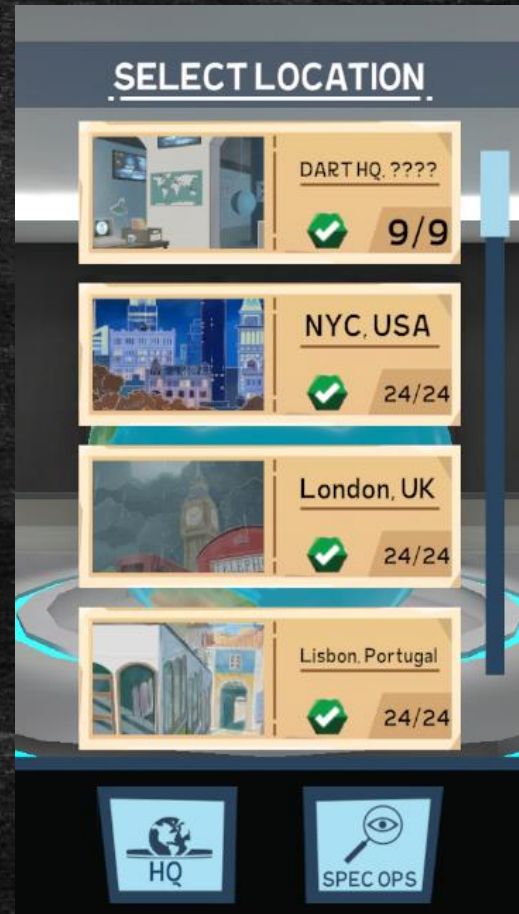 SELECT LOCATION
DART HQ, ????
9/9
NYC, USA
24/24
London, UK
24/24
TELEPH
Lisbon, Portugal
24/24
HQ
SPEC OPS